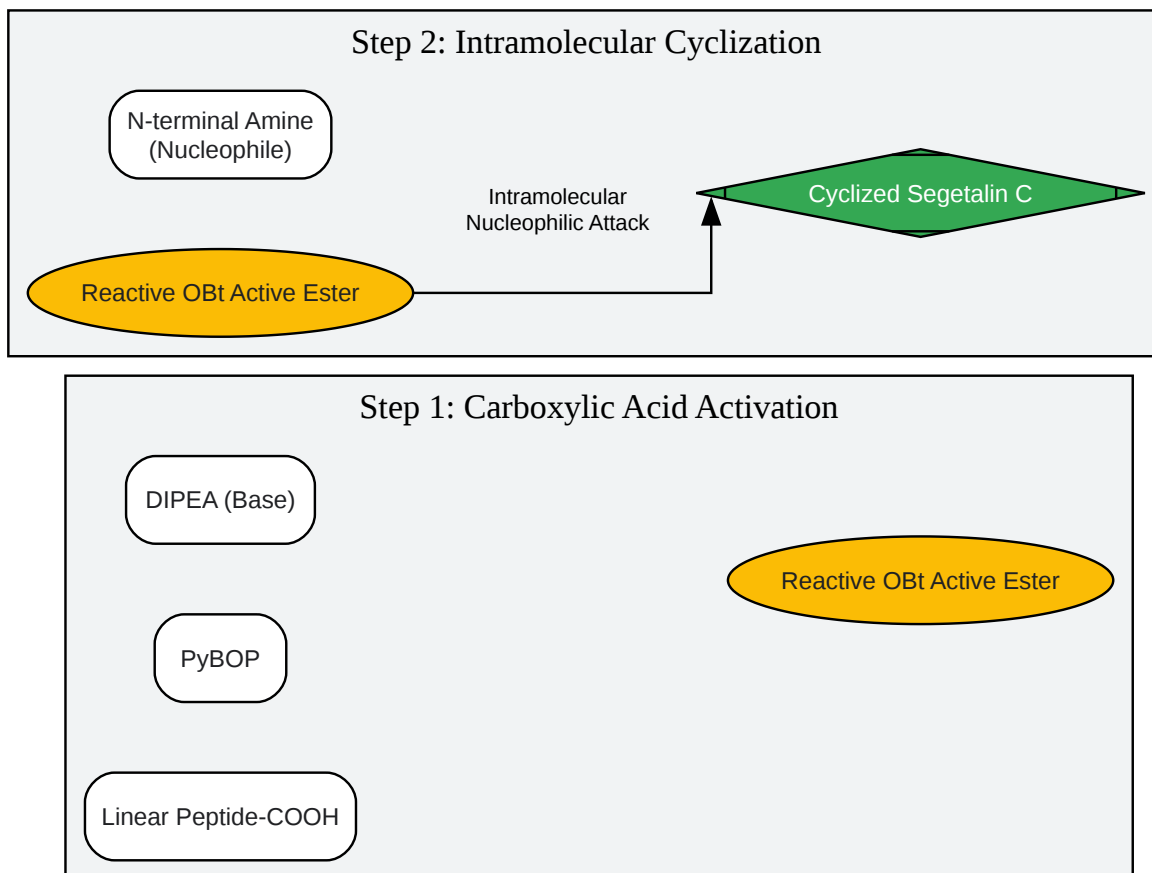 Step 2: Intramolecular Cyclization
N-terminal Amine
(Nucleophile)
Intramolecular
Nucleophilic Attack
Cyclized Segetalin C
Reactive OBt Active Ester
Step 1: Carboxylic Acid Activation
DIPEA (Base)
Reactive OBt Active Ester
PyBOP
Linear Peptide-COOH